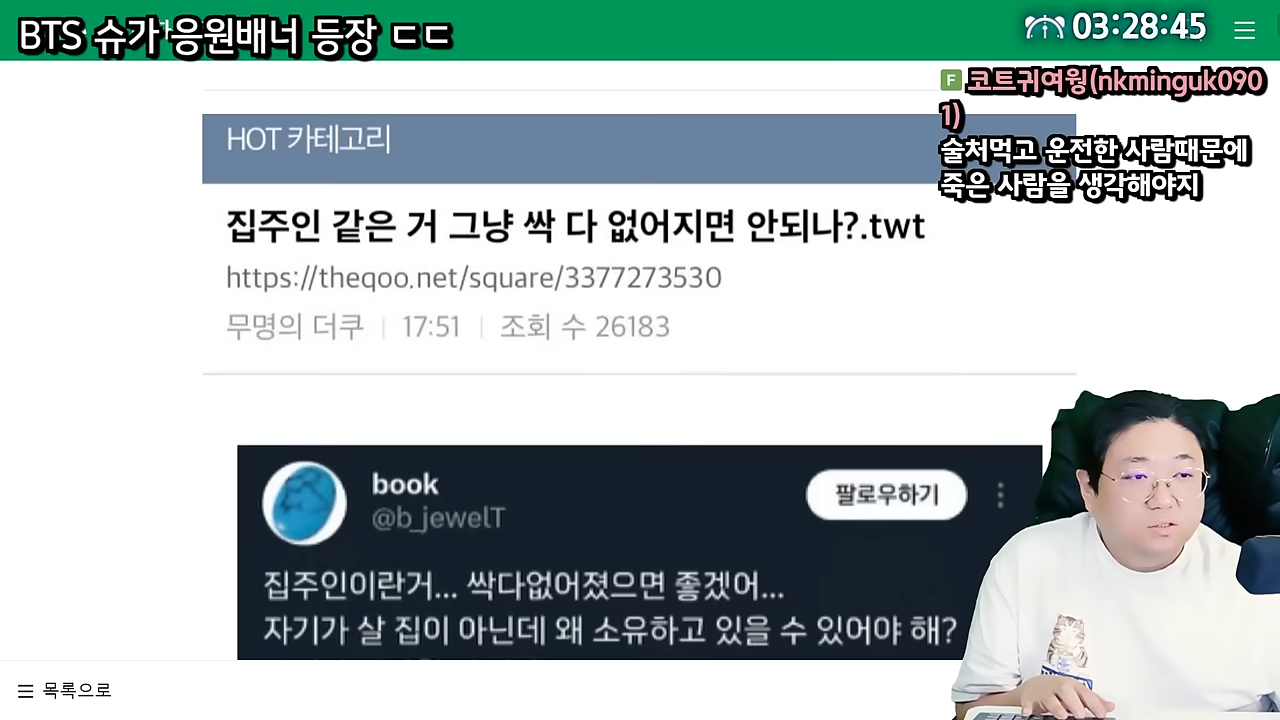 BTS 슈가 응원배너 등장 ㄷㄷ
03:28:45
F 코트귀여웡(nkminguk090
1)
술처먹고 운전한 사람때문에
죽은 사람을 생각해야지
HOT 카테고리
집주인 같은 거 그냥 싹 다 없어지면 안되나?.twt
https://theqoo.net/square/3377273530
무명의 더쿠 | 17:51 | 조회 수 26183
book
@b_jewelT
팔로우하기
집주인이란거... 싹다없어졌으면 좋겠어...
자기가 살 집이 아닌데 왜 소유하고 있을 수 있어야 해?
목록으로